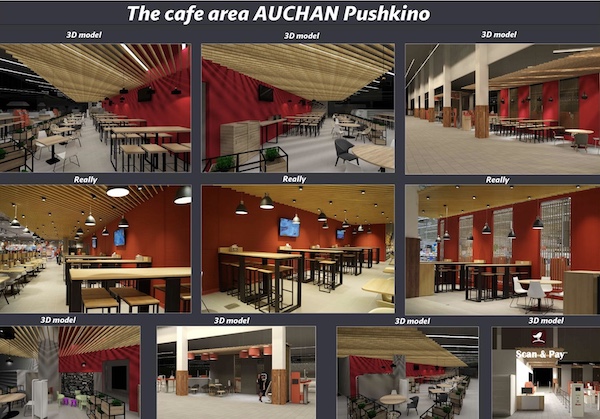 The cafe area AUCHAN Pushkino
3D model 3D model 3D model
Really Really Really
3D model 3D model 3D model 3D model
Scan & Pay